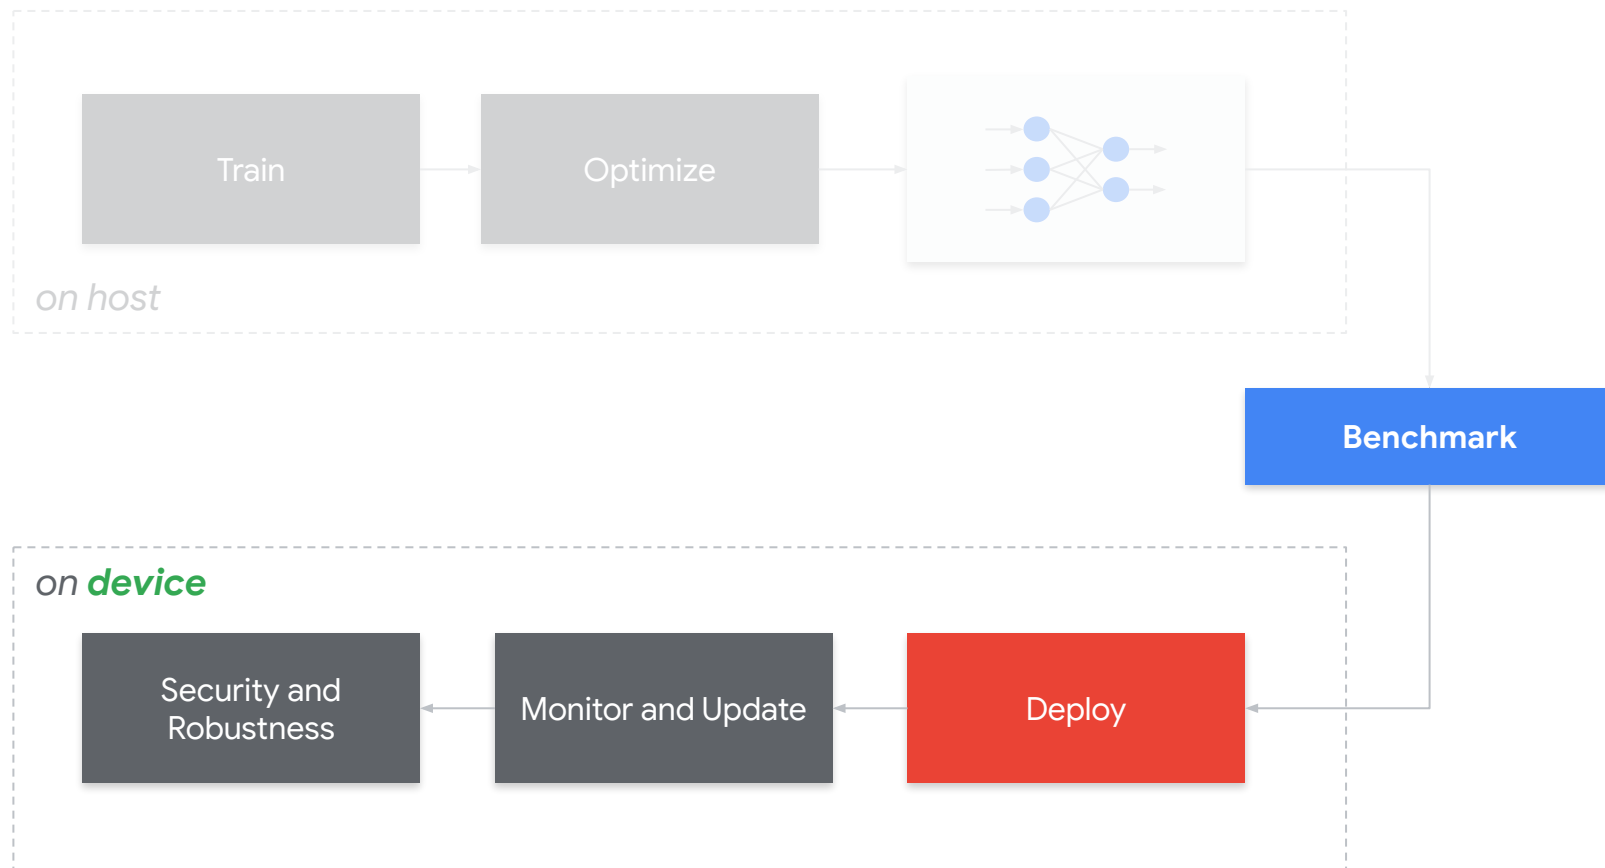 Train
Optimize
on host
Benchmark
on device
Security and
Robustness
Monitor and Update
Deploy